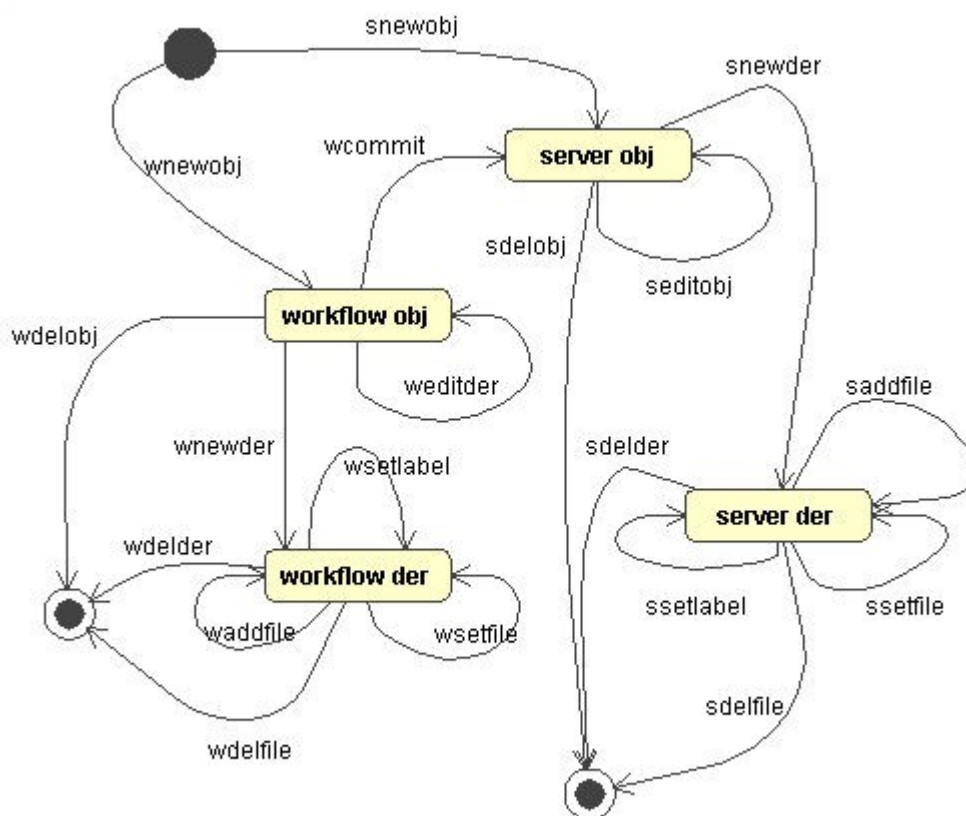 snewobj
snewder
wcommit
server obj
wnewobj
sdelobj
seditobj
workflow obj
wdelobj
weditder
saddfile
wnewder
wsetlabel
sdelder
server der
wdelder
workflow der
ssetlabel
ssetfile
waddfile
wsetfile
sdelfile
wdelfile